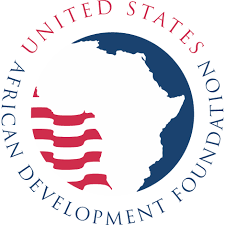 UNITED STATES
AFRICAN DEVELOPMENT FOUNDATION